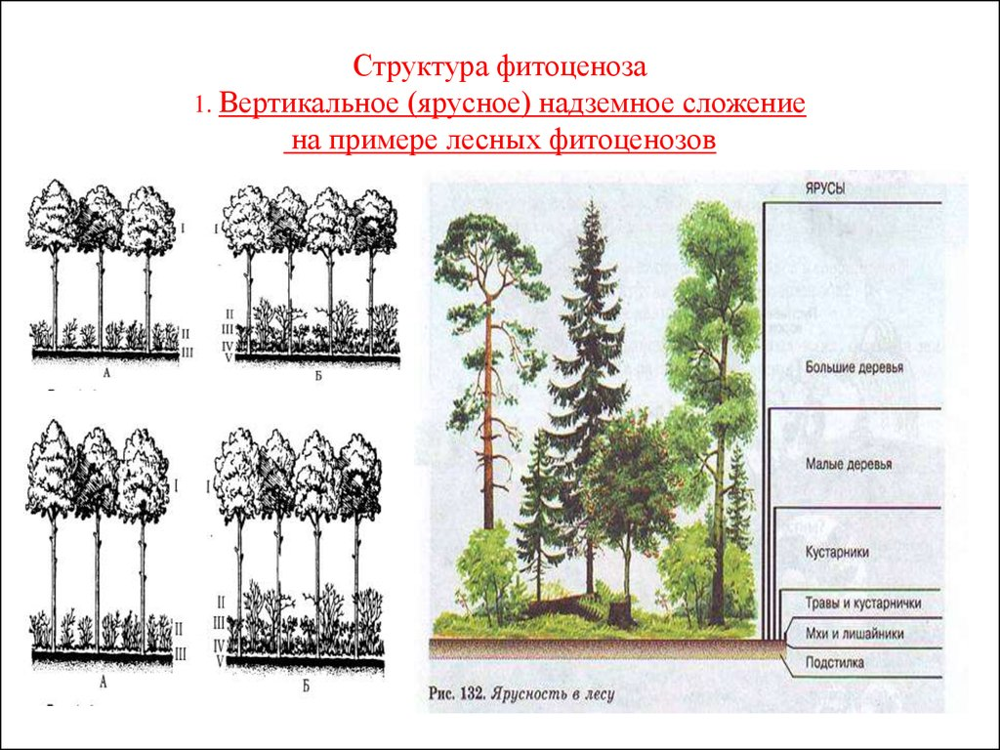 Структура фитоценоза
1. Вертикальное (ярусное) надземное сложение
на примере лесных фитоценозов
I
II
III
А
I
II
III
IV
V
Б
I
II
III
А
I
II
III
IV
V
Б
ЯРУСЫ
Большие деревья
Малые деревья
Кустарники
Травы и кустарнички
Мхи и лишайники
Подстилка
Рис. 132. Ярусность в лесу